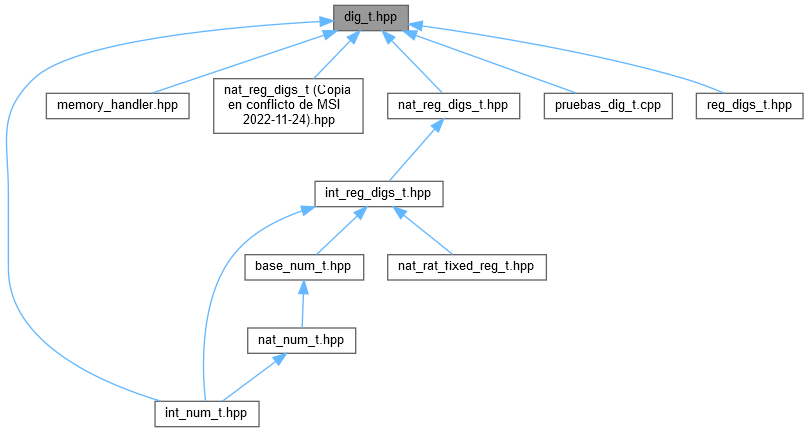 dig_t.hpp
memory_handler.hpp
nat_reg_digs_t (Copia
en conflicto de MSI
2022-11-24).hpp
nat_reg_digs_t.hpp
pruebas_dig_t.cpp
reg_digs_t.hpp
int_reg_digs_t.hpp
base_num_t.hpp
nat_rat_fixed_reg_t.hpp
nat_num_t.hpp
int_num_t.hpp